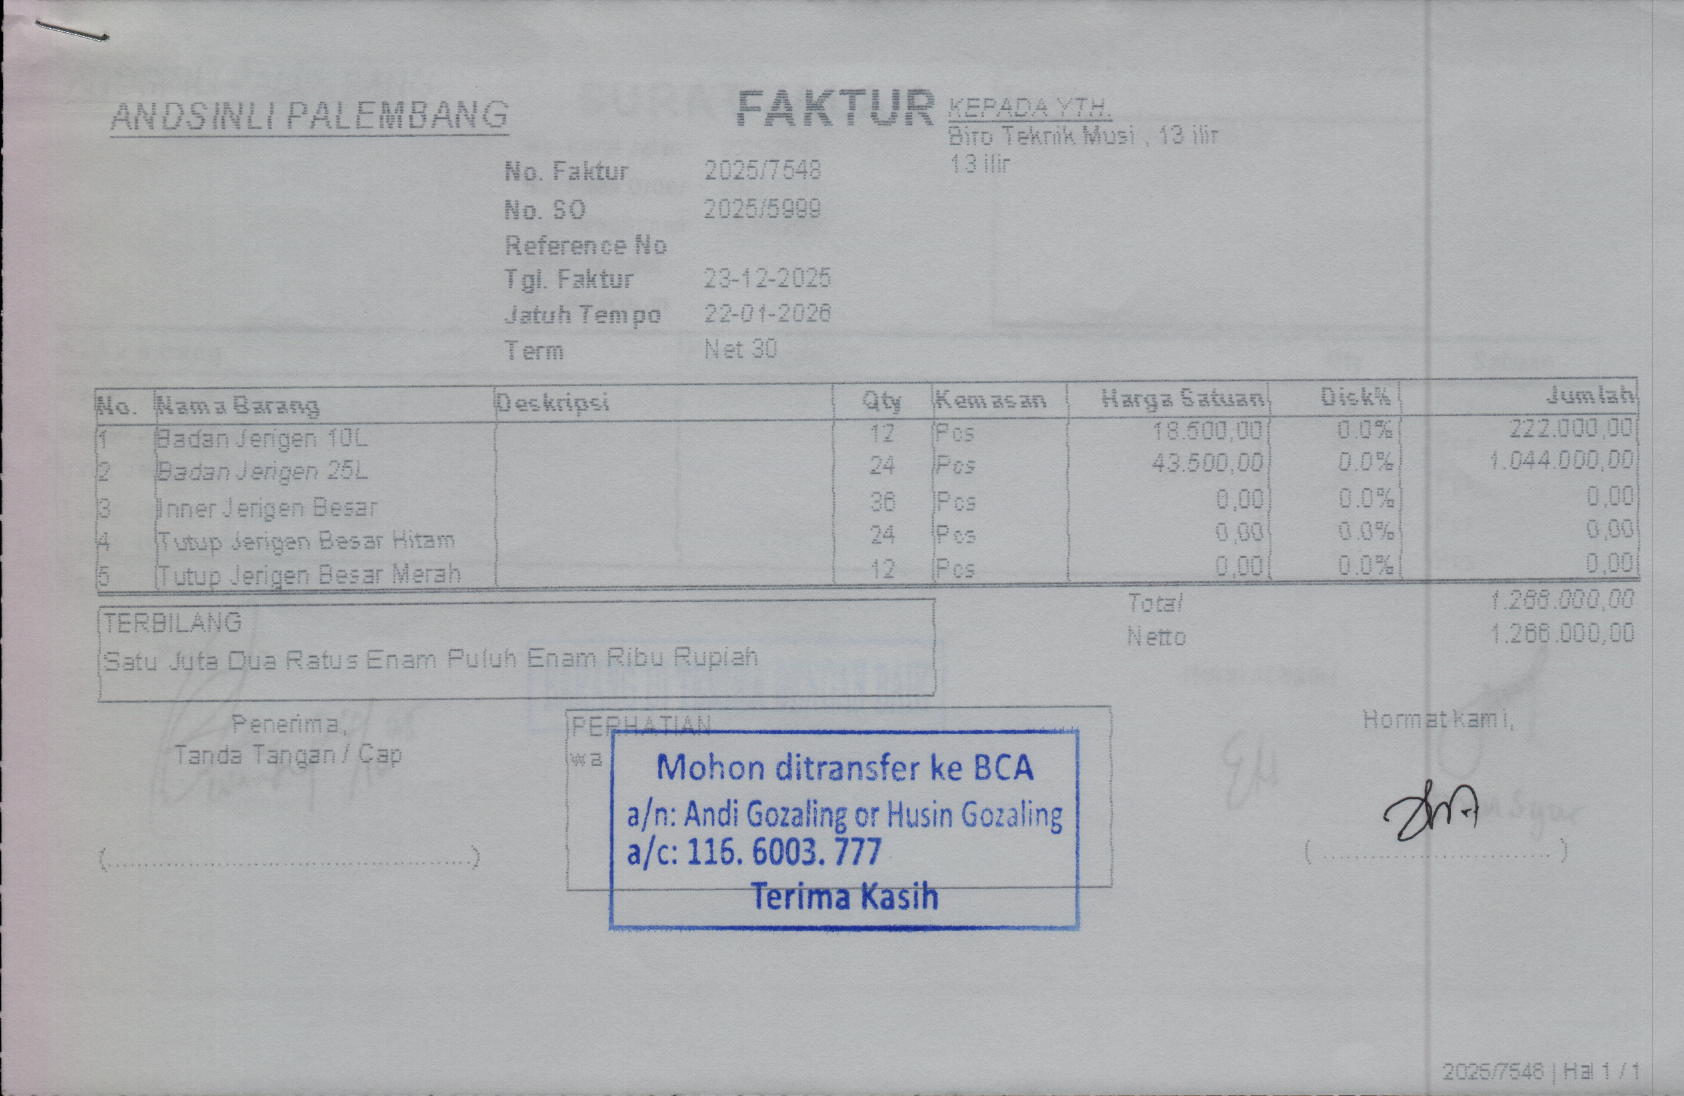 ANDSINLI PALEMBANG
FAKTUR
KEPADA YTH.
Biro Teknik Musi , 13 ilir
13 ilir
No. Faktur 2025/7548
No. SO 2025/5999
Reference No
Tgl. Faktur 23-12-2025
Jatuh Tempo 22-01-2026
Term Net 30
No. Nama Barang Deskripsi Qty Kemasan Harga Satuan Disk% Jumlah
1 Badan Jerigen 10L 12 Pcs 18.500,00 0.0% 222.000,00
2 Badan Jerigen 25L 24 Pcs 43.500,00 0.0% 1.044.000,00
3 Inner Jerigen Besar 36 Pcs 0,00 0.0% 0,00
4 Tutup Jerigen Besar Hitam 24 Pcs 0,00 0.0% 0,00
5 Tutup Jerigen Besar Merah 12 Pcs 0,00 0.0% 0,00
Total 1.266.000,00
Netto 1.266.000,00
TERBILANG
Satu Juta Dua Ratus Enam Puluh Enam Ribu Rupiah
Penerima,
Tanda Tangan / Cap
(........................................)
PERHATIAN
wa
Mohon ditransfer ke BCA
a/n: Andi Gozaling or Husin Gozaling
a/c: 116. 6003. 777
Terima Kasih
Hormat kami,
( ............................ )
2025/7548 | Hal 1 / 1